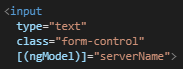 <input
type="text"
class="form-control"
[(ngModel)]="serverName">